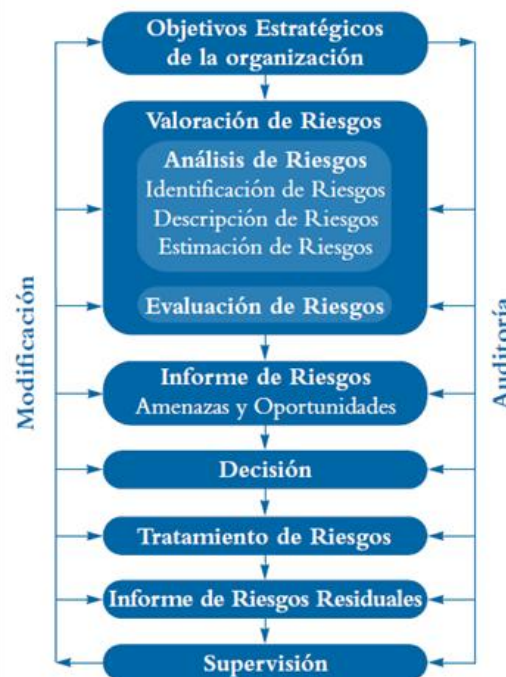 Objetivos Estratégicos
de la organización
Valoración de Riesgos
Análisis de Riesgos
Identificación de Riesgos
Descripción de Riesgos
Estimación de Riesgos
Evaluación de Riesgos
Informe de Riesgos
Amenazas y Oportunidades
Decisión
Tratamiento de Riesgos
Informe de Riesgos Residuales
Supervisión
Modificación
Auditoría